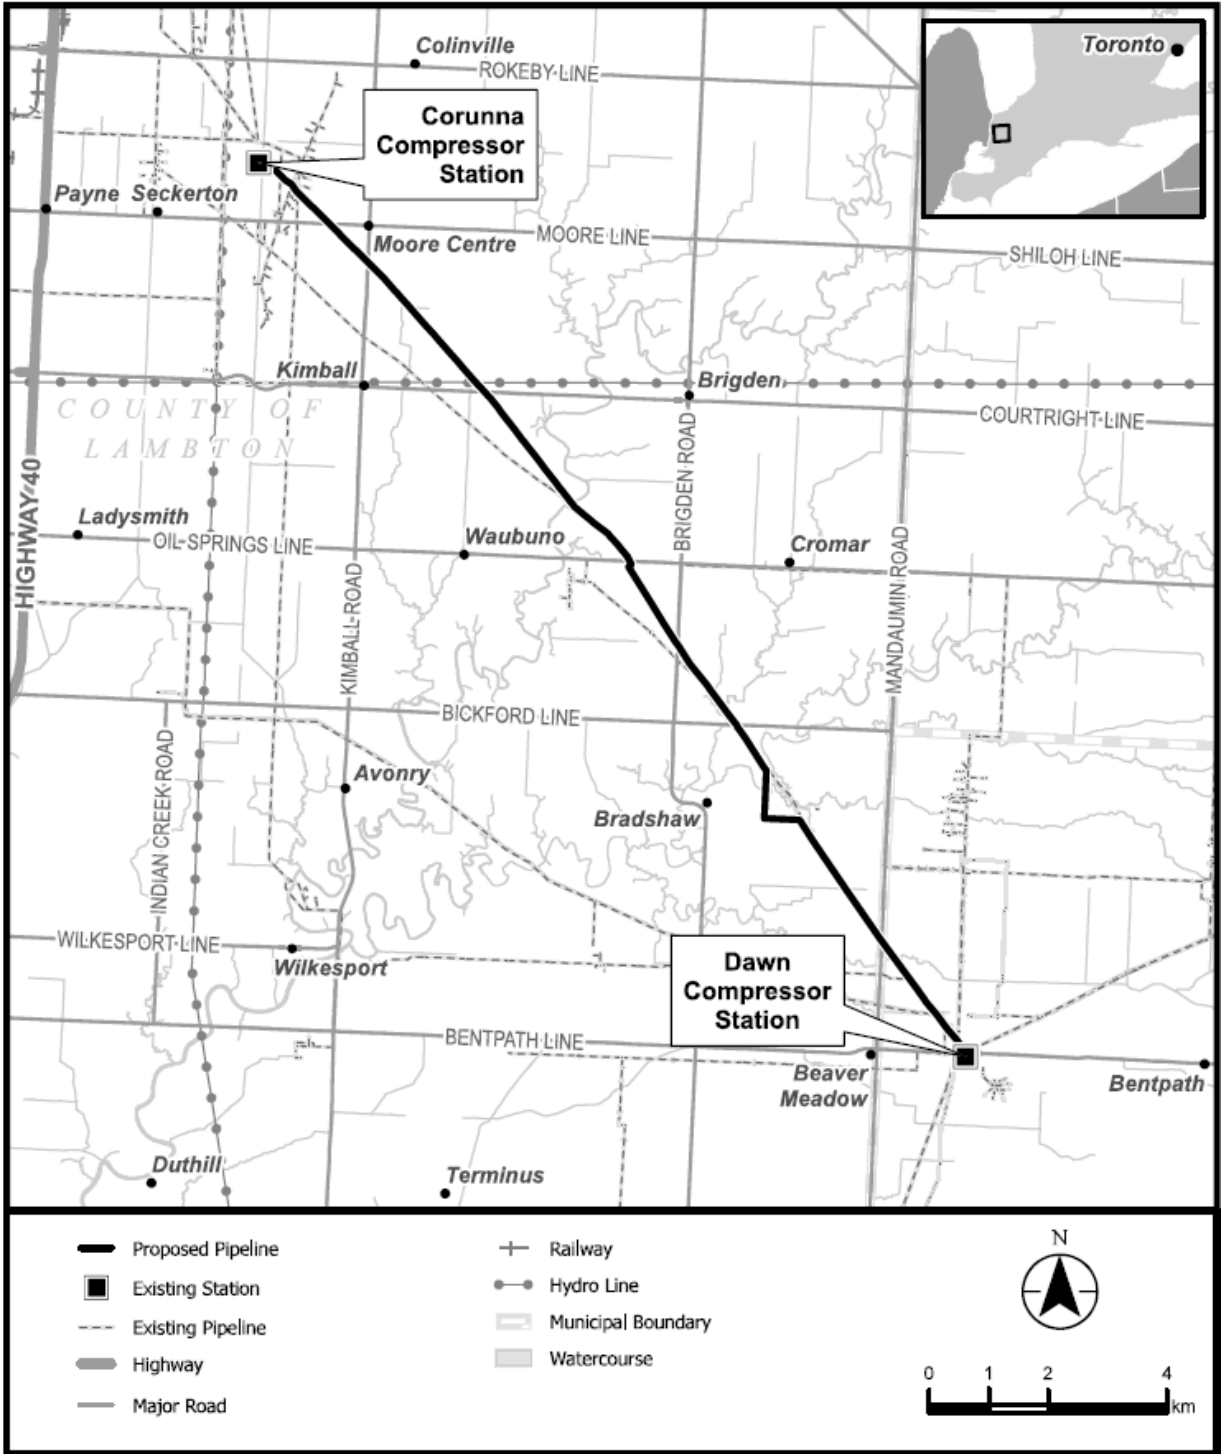 Colinville
ROKEBY LINE
Toronto
Corunna
Compressor
Station
Payne
Seckerton
Moore Centre
MOORE LINE
SHILOH LINE
Kimball
Brigden
COUNTY OF
LAMBTON
COURTRIGHT LINE
HIGHWAY 40
Ladysmith
OIL SPRINGS LINE
Waubuno
BRIGDEN ROAD
Cromar
MANDAUMIN ROAD
KIMBALL ROAD
BICKFORD LINE
INDIAN CREEK ROAD
Avonry
Bradshaw
WILKESPORT LINE
Wilkesport
Dawn
Compressor
Station
BENTPATH LINE
Beaver
Meadow
Bentpath
Duthill
Terminus
Proposed Pipeline
Existing Station
Existing Pipeline
Highway
Major Road
Railway
Hydro Line
Municipal Boundary
Watercourse
N
0 1 2 4
km